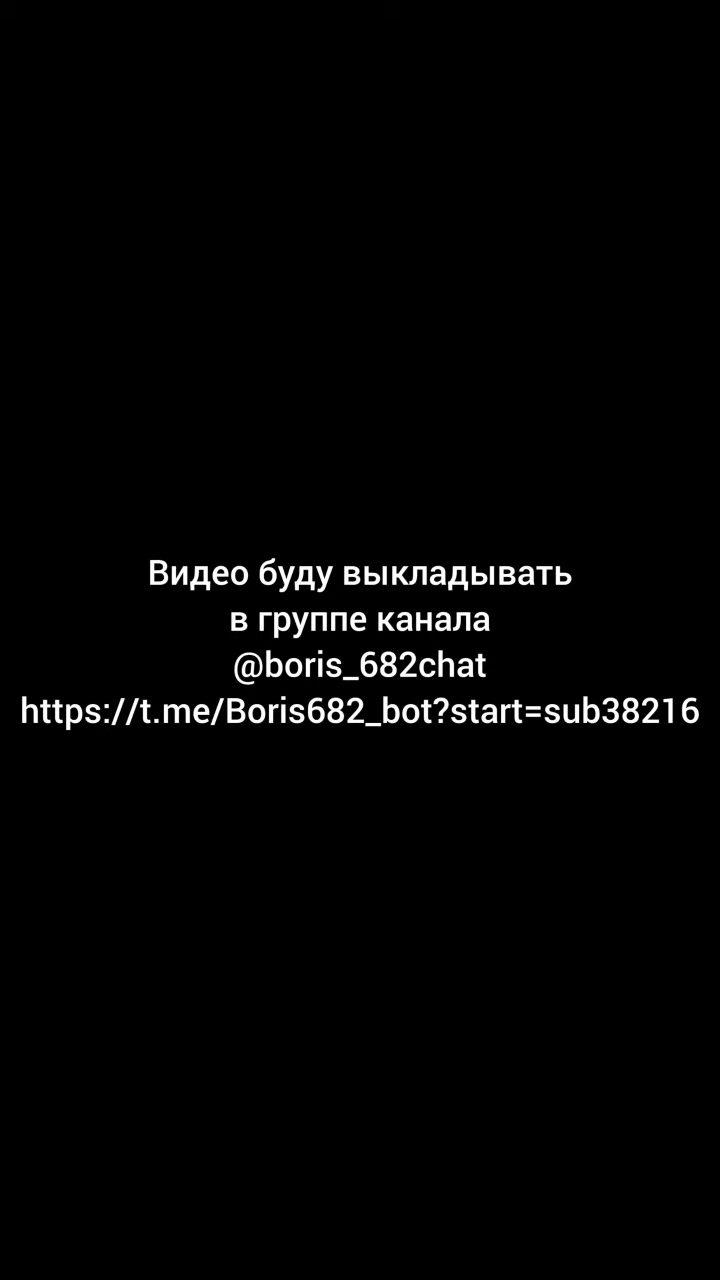 Видео буду выкладывать
в группе канала
@boris_682chat
https://t.me/Boris682_bot?start=sub38216